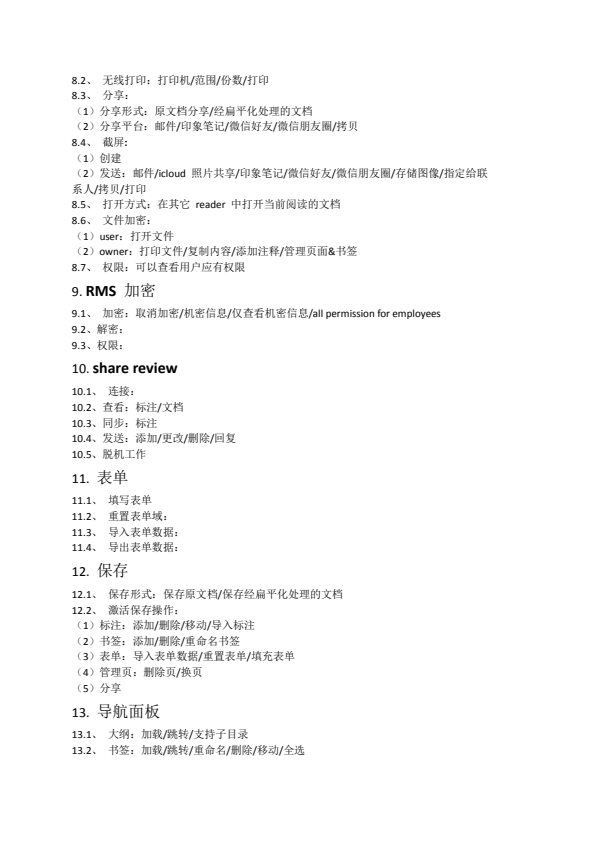 8.2、 无线打印：打印机/范围/份数/打印
8.3、 分享：
（1）分享形式：原文档分享/经扁平化处理的文档
（2）分享平台：邮件/印象笔记/微信好友/微信朋友圈/拷贝
8.4、 截屏:
（1）创建
（2）发送：邮件/icloud 照片共享/印象笔记/微信好友/微信朋友圈/存储图像/指定给联
系人/拷贝/打印
8.5、 打开方式：在其它 reader 中打开当前阅读的文档
8.6、 文件加密：
（1）user：打开文件
（2）owner：打印文件/复制内容/添加注释/管理页面&书签
8.7、 权限：可以查看用户应有权限
9. RMS 加密
9.1、 加密：取消加密/机密信息/仅查看机密信息/all permission for employees
9.2、解密：
9.3、权限：
10. share review
10.1、 连接：
10.2、查看：标注/文档
10.3、同步：标注
10.4、发送：添加/更改/删除/回复
10.5、脱机工作
11. 表单
11.1、 填写表单
11.2、 重置表单域：
11.3、 导入表单数据：
11.4、 导出表单数据：
12. 保存
12.1、 保存形式：保存原文档/保存经扁平化处理的文档
12.2、 激活保存操作：
（1）标注：添加/删除/移动/导入标注
（2）书签：添加/删除/重命名书签
（3）表单：导入表单数据/重置表单/填充表单
（4）管理页：删除页/换页
（5）分享
13. 导航面板
13.1、 大纲：加载/跳转/支持子目录
13.2、 书签：加载/跳转/重命名/删除/移动/全选